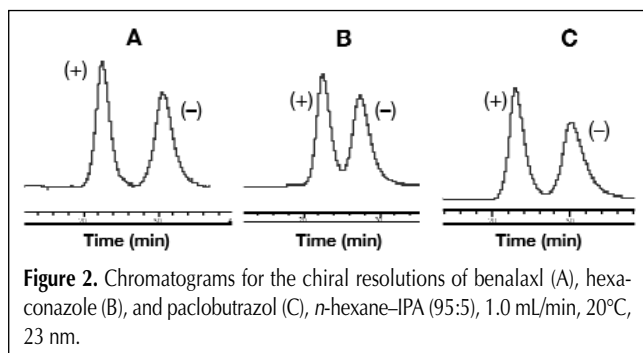 A B C
(+) (−) (+) (−) (+) (−)
20
Time (min) Time (min) Time (min)
Figure 2. Chromatograms for the chiral resolutions of benalaxl (A), hexa-
conazole (B), and paclobutrazol (C), n-hexane–IPA (95:5), 1.0 mL/min, 20°C,
23 nm.